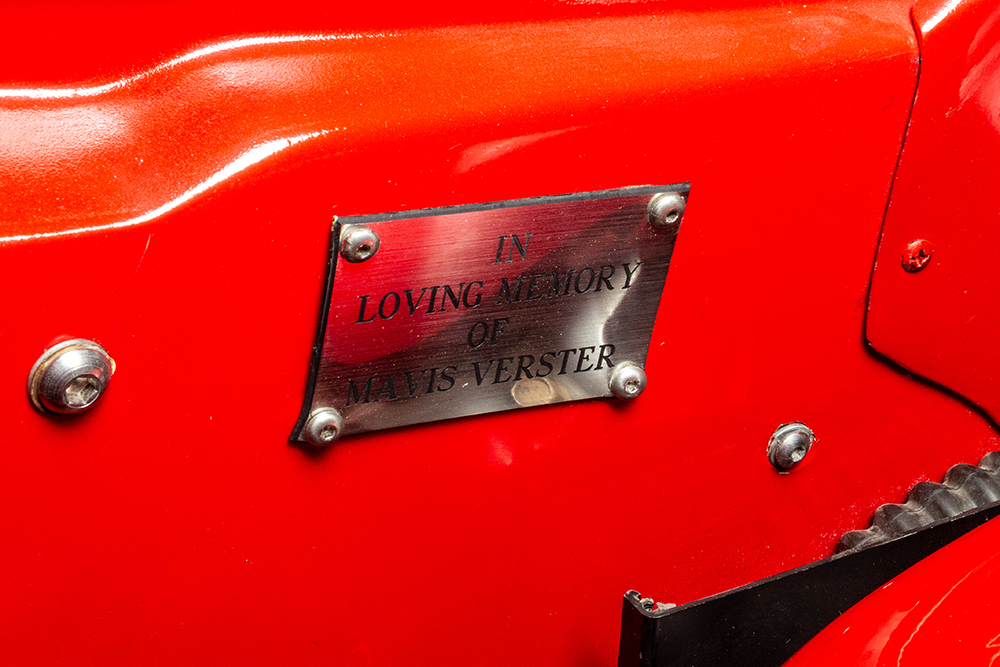 IN
LOVING MEMORY
OF
MAVIS VERSTER